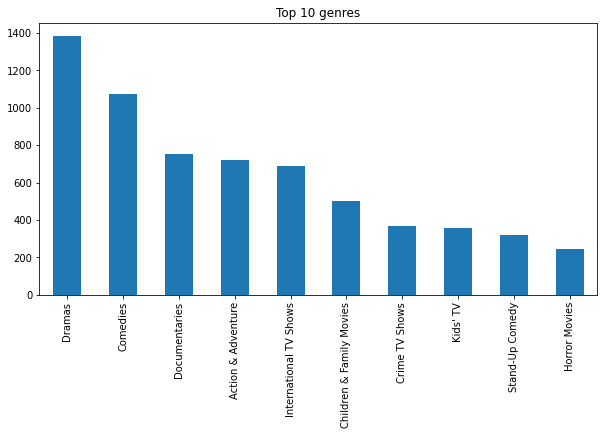 Top 10 genres
1400
1200
1000
800
600
400
200
0
Dramas
Comedies
Documentaries
Action & Adventure
International TV Shows
Children & Family Movies
Crime TV Shows
Kids' TV
Stand-Up Comedy
Horror Movies